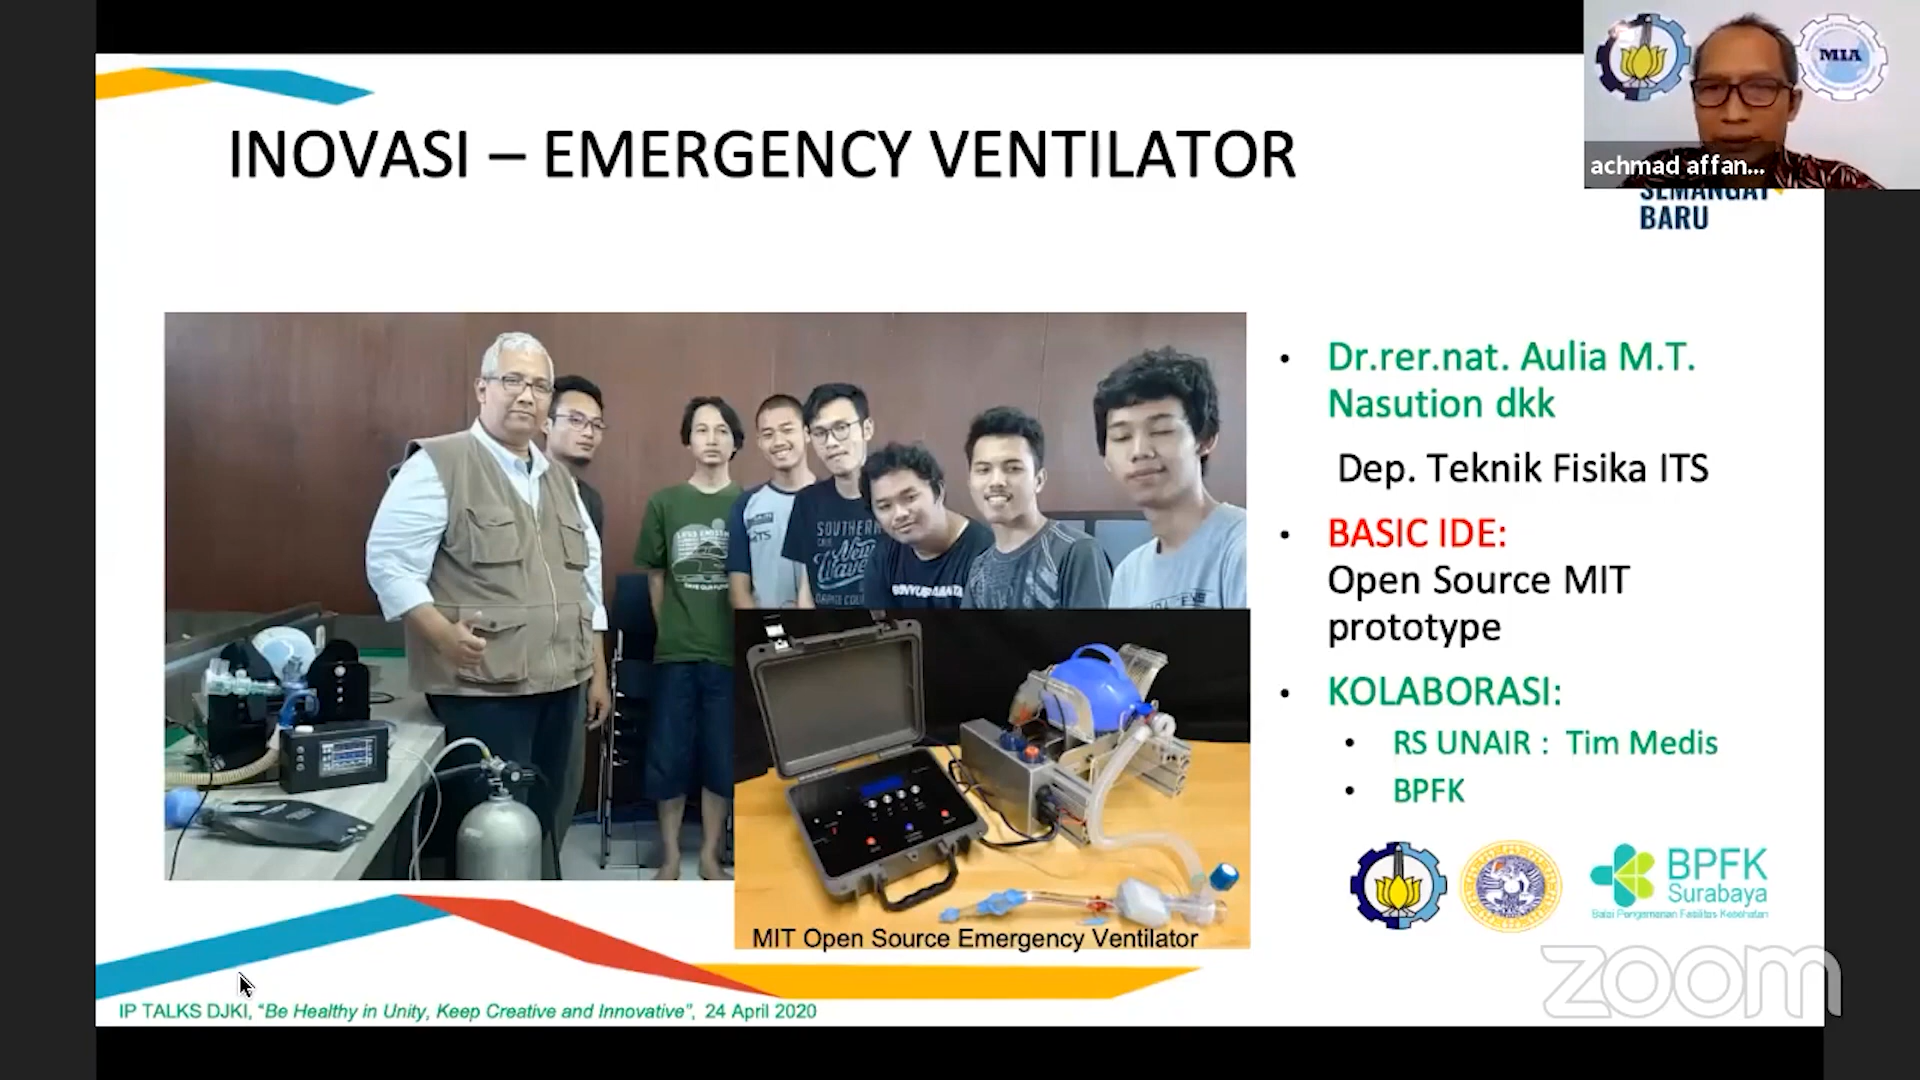 MIA
achmad affan...
SEMANGAT
BARU
INOVASI – EMERGENCY VENTILATOR
Dr.rer.nat. Aulia M.T.
Nasution dkk
Dep. Teknik Fisika ITS
BASIC IDE:
Open Source MIT
prototype
KOLABORASI:
RS UNAIR : Tim Medis
BPFK
SOUTHERN
New
Wave
ITS
MIT Open Source Emergency Ventilator
BPFK
Surabaya
Balai Pengamanan Fasilitas Kesehatan
zoom
IP TALKS DJKI, “Be Healthy in Unity, Keep Creative and Innovative”, 24 April 2020